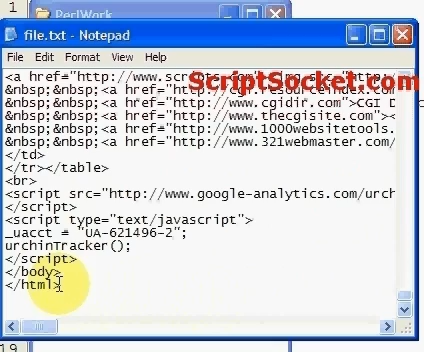 1
PerlWork
file.txt - Notepad
File Edit Format View Help
<a href="http://www.scripts.com"
ScriptSocket.com
&nbsp;&nbsp;<a href="http://
&nbsp;&nbsp;<a href="http://www.cgidir.com">CGI
&nbsp;&nbsp;<a href="http://www.thecgisite.com"><
&nbsp;&nbsp;<a href="http://www.1000websitetools.
&nbsp;&nbsp;<a href="http://www.321webmaster.com/
</td>
</tr></table>
<br>
<script src="http://www.google-analytics.com/urch
</script>
<script type="text/javascript">
_uacct = "UA-621496-2";
urchinTracker();
</script>
</body>
</html>
19